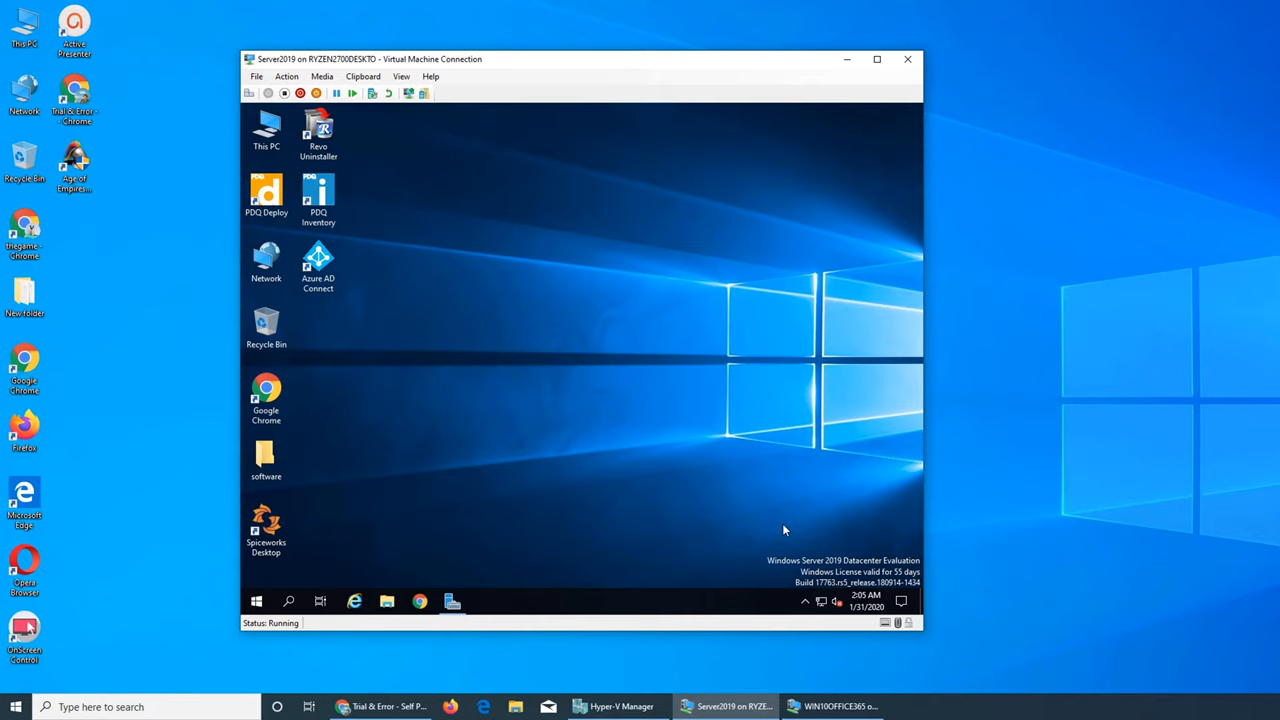 This PC
Active
Presenter
Network
Trial & Error -
- Chrome
Recycle Bin
Age of
Empires...
thegame -
Chrome
New folder
Google
Chrome
Firefox
Microsoft
Edge
Opera
Browser
OnScreen
Control
Server2019 on RYZEN2700DESKTO - Virtual Machine Connection
File Action Media Clipboard View Help
This PC
Revo
Uninstaller
PDQ Deploy
PDQ
Inventory
Network
Azure AD
Connect
Recycle Bin
Google
Chrome
software
Spiceworks
Desktop
Windows Server 2019 Datacenter Evaluation
Windows License valid for 55 days
Build 17763.rs5_release.180914-1434
2:05 AM
1/31/2020
Status: Running
Type here to search
Trial & Error - Self P...
Hyper-V Manager
Server2019 on RYZE...
WIN10OFFICE365 o...